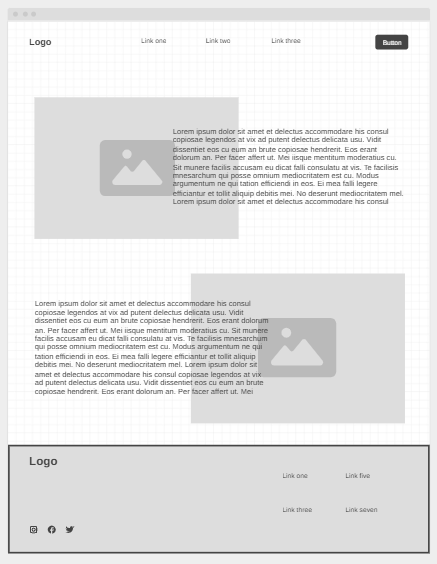 Logo
Link one
Link two
Link three
Button
Lorem ipsum dolor sit amet et delectus accommodare his consul
copiosae legendos at vix ad putent delectus delicata usu. Vidit
dissentiet eos cu eum an brute copiosae hendrerit. Eos erant
dolorum an. Per facer affert ut. Mei iisque mentitum moderatius cu.
Sit munere facilis accusam eu dicat falli consulatu at vis. Te facilisis
mnesarchum qui posse omnium mediocritatem est cu. Modus
argumentum ne qui tation efficiendi in eos. Ei mea falli legere
efficiantur et tollit aliquip debitis mei. No deserunt mediocritatem mel.
Lorem ipsum dolor sit amet et delectus accommodare his consul
Lorem ipsum dolor sit amet et delectus accommodare his consul
copiosae legendos at vix ad putent delectus delicata usu. Vidit
dissentiet eos cu eum an brute copiosae hendrerit. Eos erant dolorum
an. Per facer affert ut. Mei iisque mentitum moderatius cu. Sit munere
facilis accusam eu dicat falli consulatu at vis. Te facilisis mnesarchum
qui posse omnium mediocritatem est cu. Modus argumentum ne qui
tation efficiendi in eos. Ei mea falli legere efficiantur et tollit aliquip
debitis mei. No deserunt mediocritatem mel. Lorem ipsum dolor sit
amet et delectus accommodare his consul copiosae legendos at vix
ad putent delectus delicata usu. Vidit dissentiet eos cu eum an brute
copiosae hendrerit. Eos erant dolorum an. Per facer affert ut. Mei
Logo
Link one
Link five
Link three
Link seven